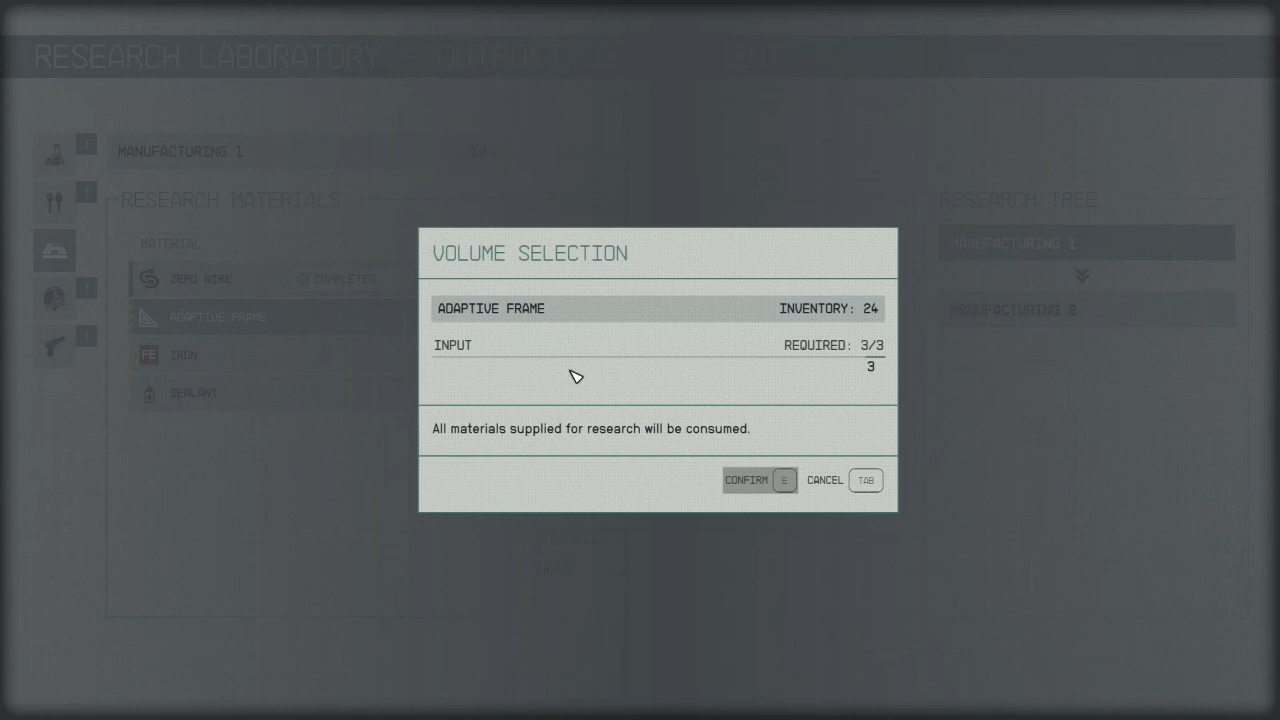 RESEARCH LABORATORY - OUTPOST
MANUFACTURING 1
RESEARCH MATERIALS
MATERIAL
ZERO WIRE COMPLETED
ADAPTIVE FRAME
FE IRON
SEALANT
VOLUME SELECTION
ADAPTIVE FRAME INVENTORY: 24
INPUT REQUIRED: 3/3
3
All materials supplied for research will be consumed.
CONFIRM E CANCEL TAB
RESEARCH TREE
MANUFACTURING 1
MANUFACTURING 2